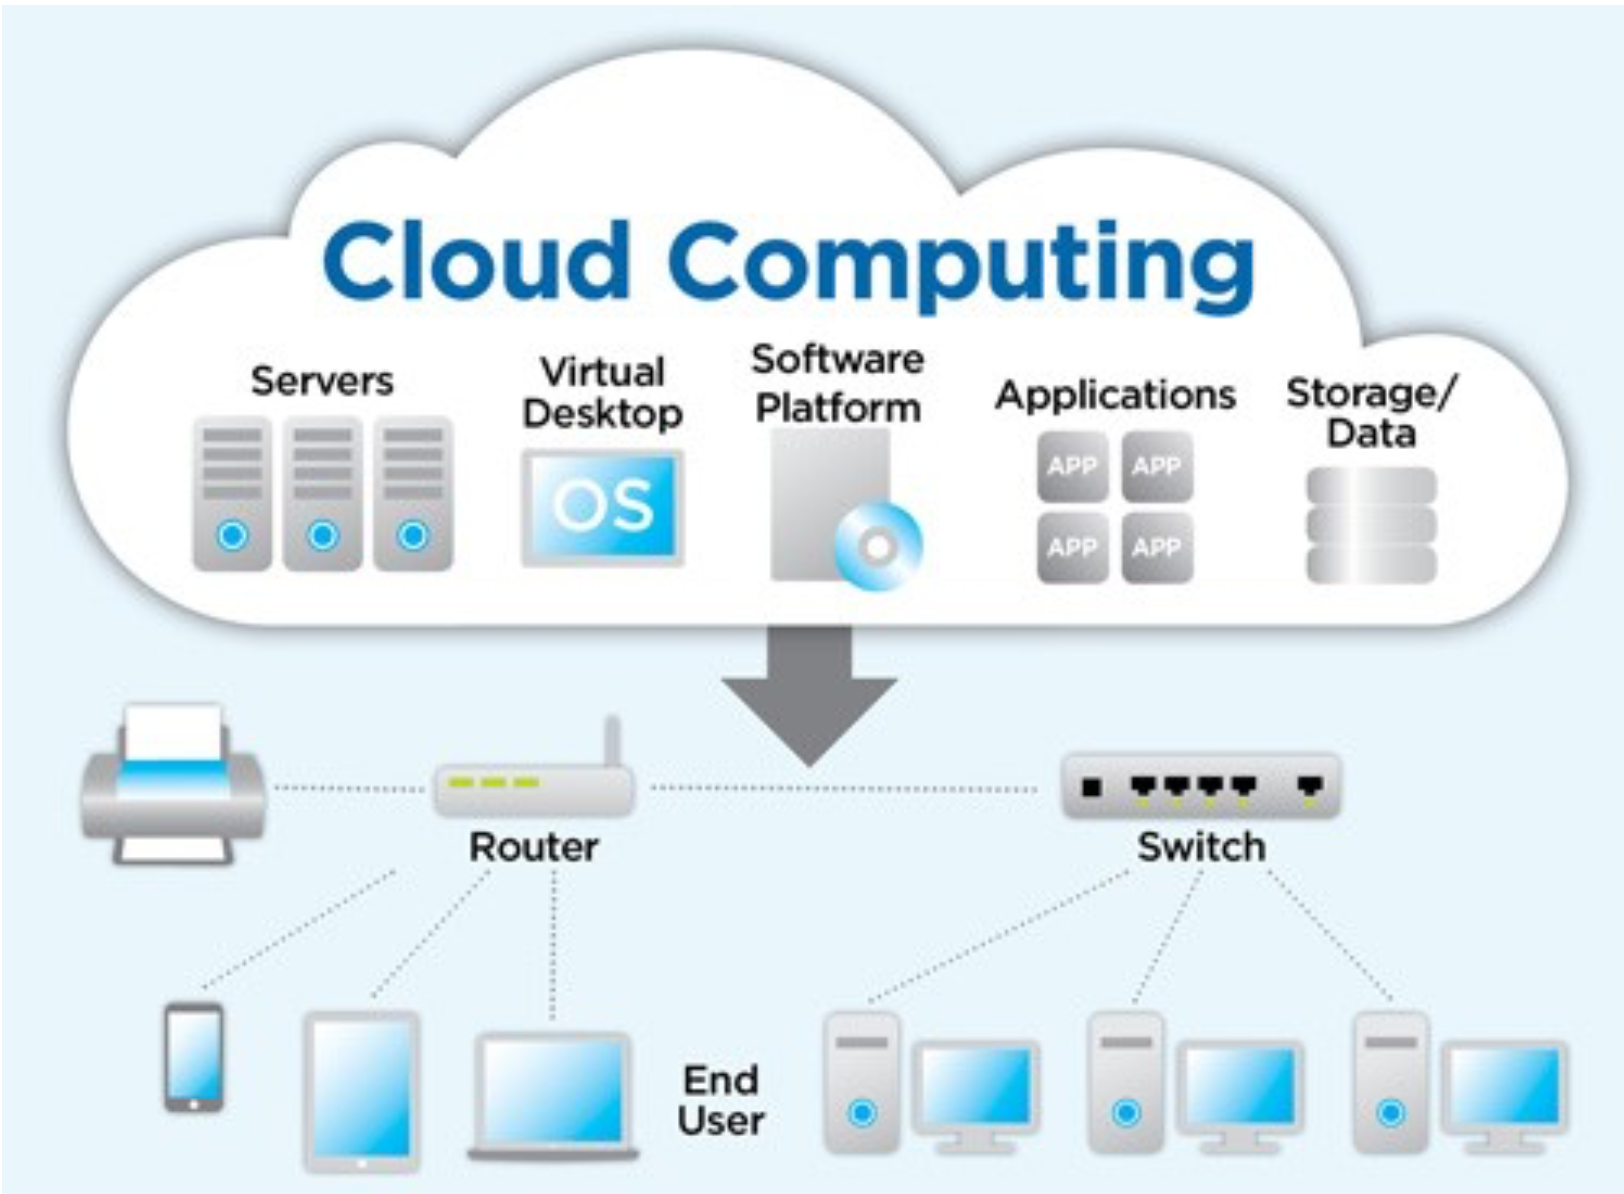 Cloud Computing
Servers
Virtual
Desktop
OS
Software
Platform
Applications
APP APP
APP APP
Storage/
Data
Router
Switch
End
User